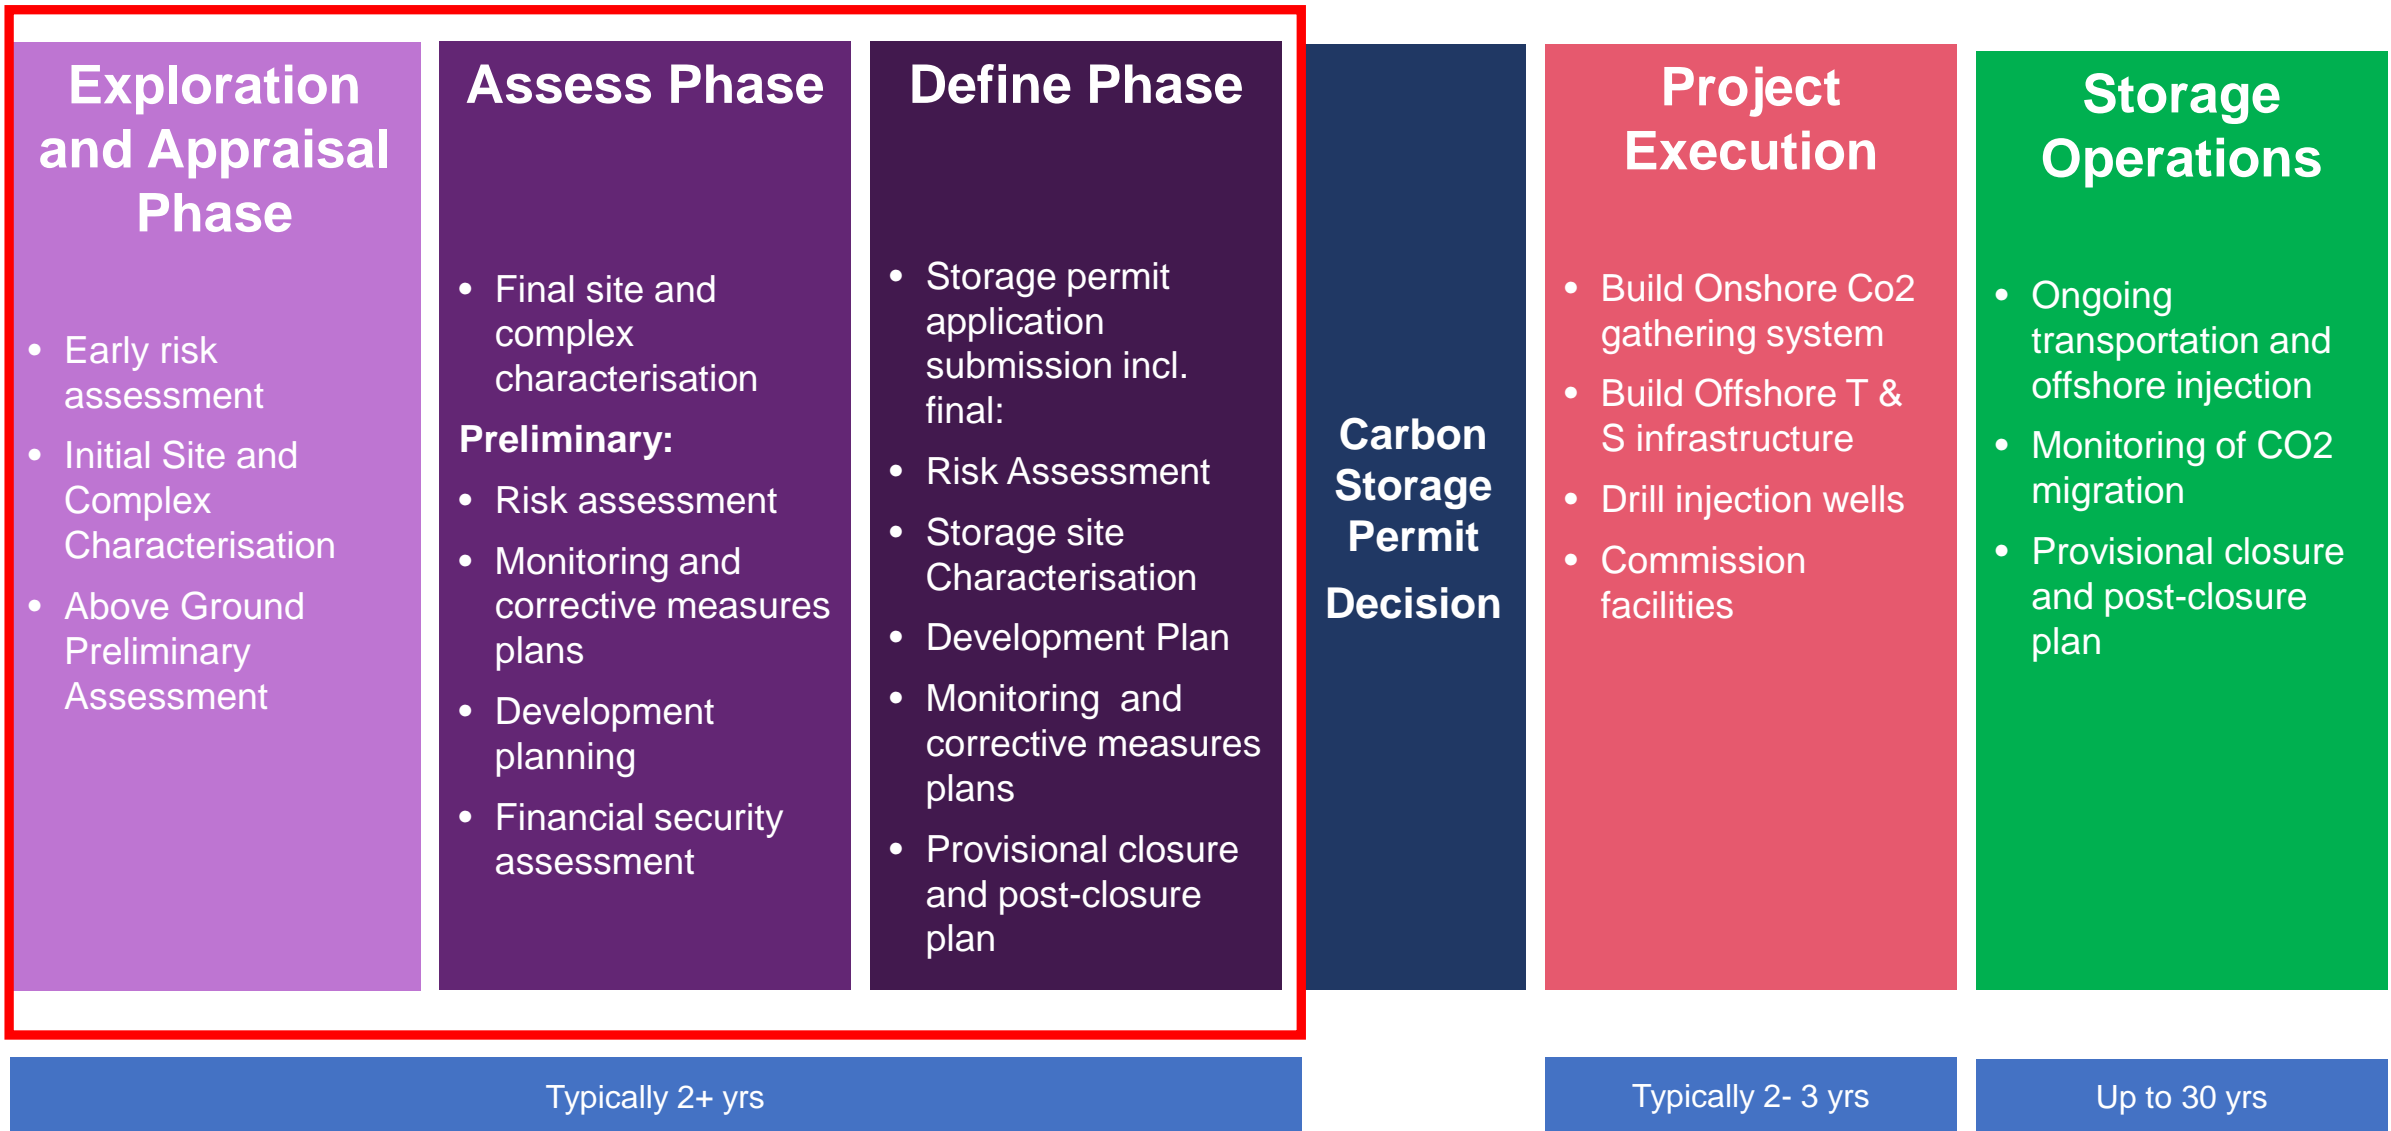 Exploration
and Appraisal
Phase
• Early risk
assessment
• Initial Site and
Complex
Characterisation
• Above Ground
Preliminary
Assessment
Assess Phase
• Final site and
complex
characterisation
Preliminary:
• Risk assessment
• Monitoring and
corrective measures
plans
• Development
planning
• Financial security
assessment
Define Phase
• Storage permit
application
submission incl.
final:
• Risk Assessment
• Storage site
Characterisation
• Development Plan
• Monitoring  and
corrective measures
plans
• Provisional closure
and post-closure
plan
Carbon
Storage
Permit
Decision
Project
Execution
• Build Onshore Co2
gathering system
• Build Offshore T &
S infrastructure
• Drill injection wells
• Commission
facilities
Storage
Operations
• Ongoing
transportation and
offshore injection
• Monitoring of CO2
migration
• Provisional closure
and post-closure
plan
Typically 2+ yrs
Typically 2- 3 yrs
Up to 30 yrs